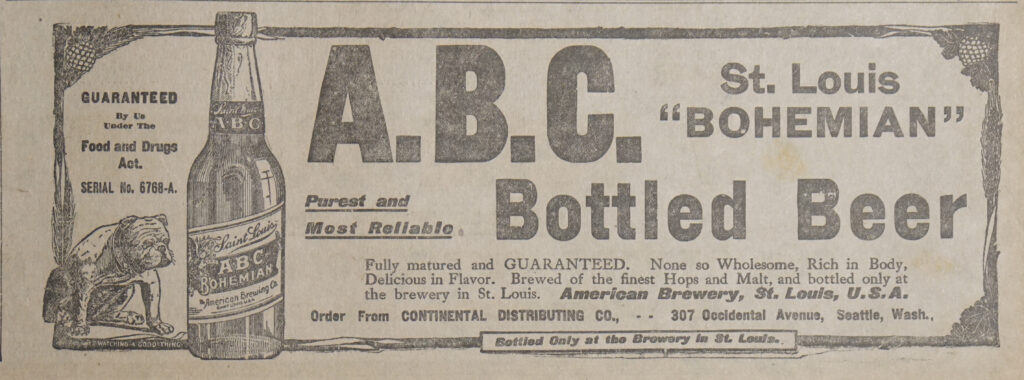 GUARANTEED
By Us
Under The
Food and Drugs
Act.
SERIAL No. 6768-A.
WATCHING A GOOD THING
A.B.C.
Saint Louis
A.B.C.
BOHEMIAN
American Brewing Co.
A.B.C.
St. Louis
"BOHEMIAN"
Purest and
Most Reliable.
Bottled Beer
Fully matured and GUARANTEED. None so Wholesome, Rich in Body,
Delicious in Flavor. Brewed of the finest Hops and Malt, and bottled only at
the brewery in St. Louis. American Brewery, St. Louis, U.S.A.
Order From CONTINENTAL DISTRIBUTING CO., - - 307 Occidental Avenue, Seattle, Wash.,
Bottled Only at the Brewery in St. Louis.